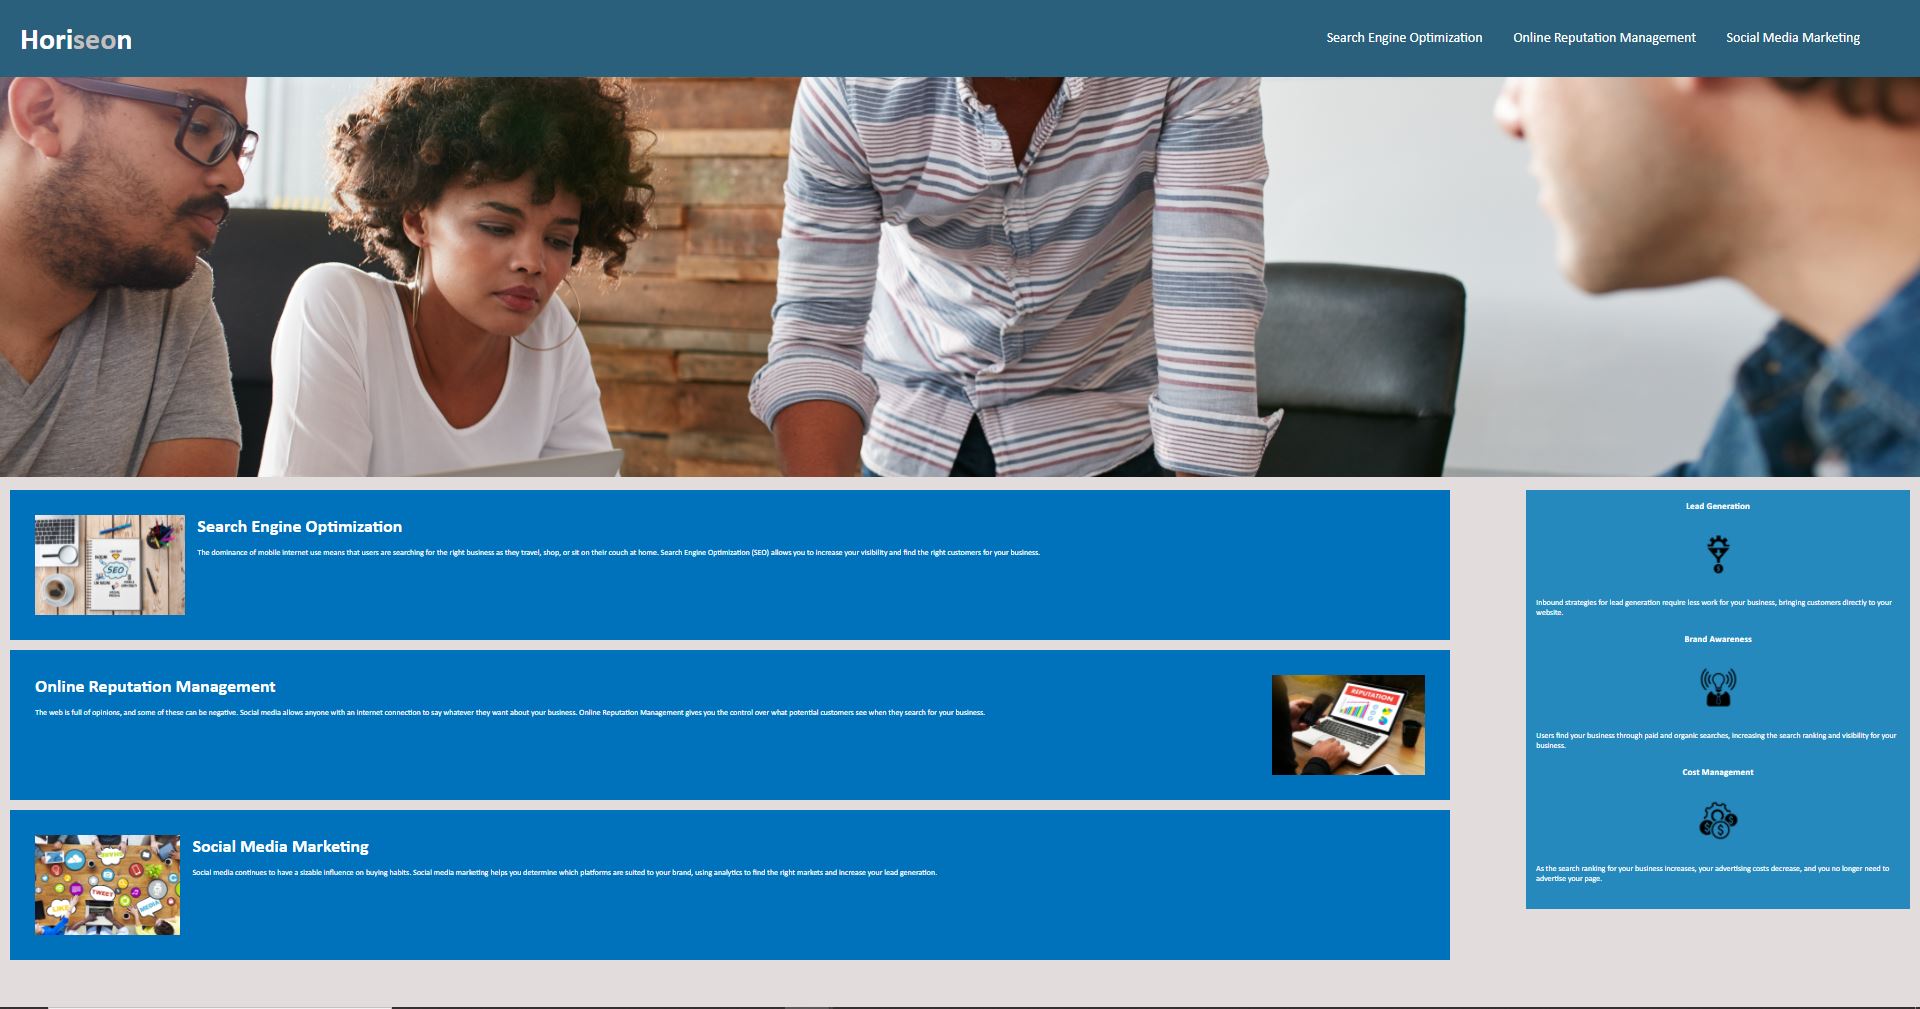 Horiseon
Search Engine Optimization Online Reputation Management Social Media Marketing
Search Engine Optimization
The dominance of mobile internet use means that users are searching for the right business as they travel, shop, or sit on their couch at home. Search Engine Optimization (SEO) allows you to increase your visibility and find the right customers for your business.
SEO
Online Reputation Management
The web is full of opinions, and some of these can be negative. Social media allows anyone with an internet connection to say whatever they want about your business. Online Reputation Management gives you the control over what potential customers see when they search for your business.
REPUTATION
Social Media Marketing
Social media continues to have a sizable influence on buying habits. Social media marketing helps you determine which platforms are suited to your brand, using analytics to find the right markets and increase your lead generation.
TWEET
LIKE
MEDIA
Lead Generation
Inbound strategies for lead generation require less work for your business, bringing customers directly to your
website.
Brand Awareness
Users find your business through paid and organic searches, increasing the search ranking and visibility for your
business.
Cost Management
As the search ranking for your business increases, your advertising costs decrease, and you no longer need to
advertise your page.